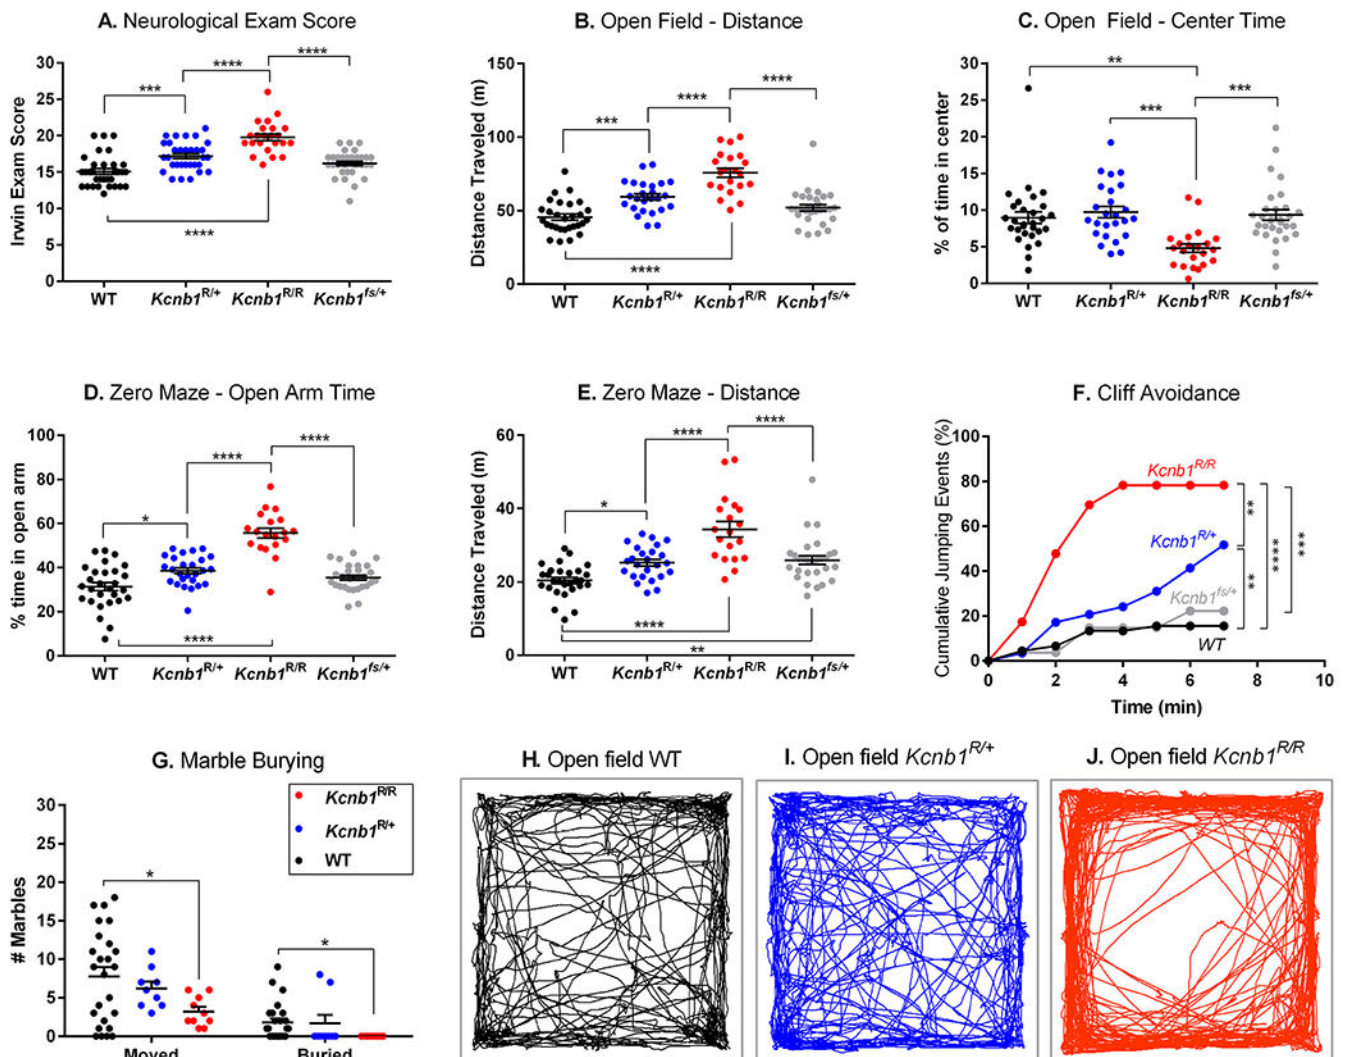 A. Neurological Exam Score
Irwin Exam Score
30
25
20
15
10
5
0
***
****
****
****
WT
Kcnb1R/+
Kcnb1R/R
Kcnb1fs/+
B. Open Field - Distance
Distance Traveled (m)
150
100
50
0
***
****
****
****
WT
Kcnb1R/+
Kcnb1R/R
Kcnb1fs/+
C. Open Field - Center Time
% of time in center
30
25
20
15
10
5
0
**
***
***
WT
Kcnb1R/+
Kcnb1R/R
Kcnb1fs/+
D. Zero Maze - Open Arm Time
% time in open arm
100
80
60
40
20
0
*
****
****
****
WT
Kcnb1R/+
Kcnb1R/R
Kcnb1fs/+
E. Zero Maze - Distance
Distance Traveled (m)
60
40
20
0
*
****
****
****
**
WT
Kcnb1R/+
Kcnb1R/R
Kcnb1fs/+
F. Cliff Avoidance
Cumulative Jumping Events (%)
100
80
60
40
20
0
Kcnb1R/R
Kcnb1R/+
Kcnb1fs/+
WT
**
**
****
***
0 2 4 6 8 10
Time (min)
G. Marble Burying
Kcnb1R/R
Kcnb1R/+
WT
# Marbles
30
25
20
15
10
5
0
*
*
Moved Buried
H. Open field WT
I. Open field Kcnb1R/+
J. Open field Kcnb1R/R